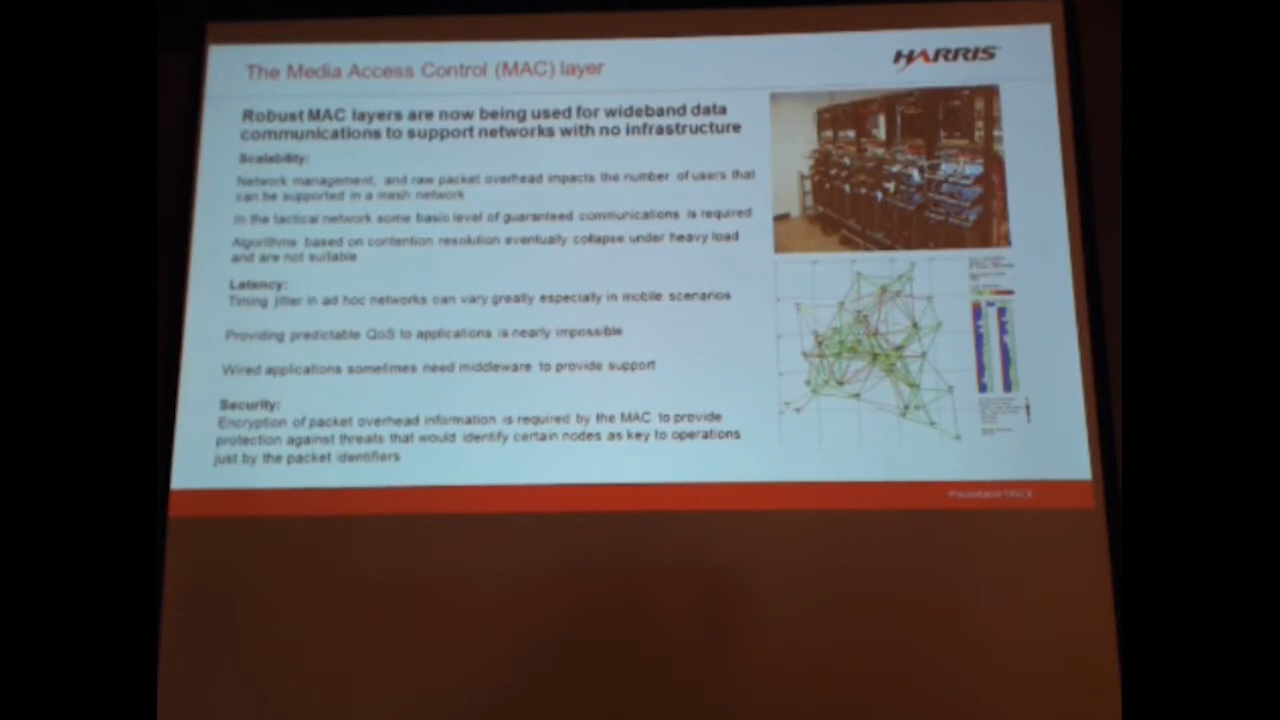 The Media Access Control (MAC) layer
HARRIS
Robust MAC layers are now being used for wideband data
communications to support networks with no infrastructure
Scalability:
Network management, and raw packet overhead impacts the number of users that
can be supported in a mesh network
In the tactical network some basic level of guaranteed communications is required
Algorithms based on contention resolution eventually collapse under heavy load
and are not suitable
Latency:
Timing jitter in ad hoc networks can vary greatly especially in mobile scenarios
Providing predictable QoS to applications is nearly impossible
Wired applications sometimes need middleware to provide support
Security:
Encryption of packet overhead information is required by the MAC to provide
protection against threats that would identify certain nodes as key to operations
just by the packet identifiers